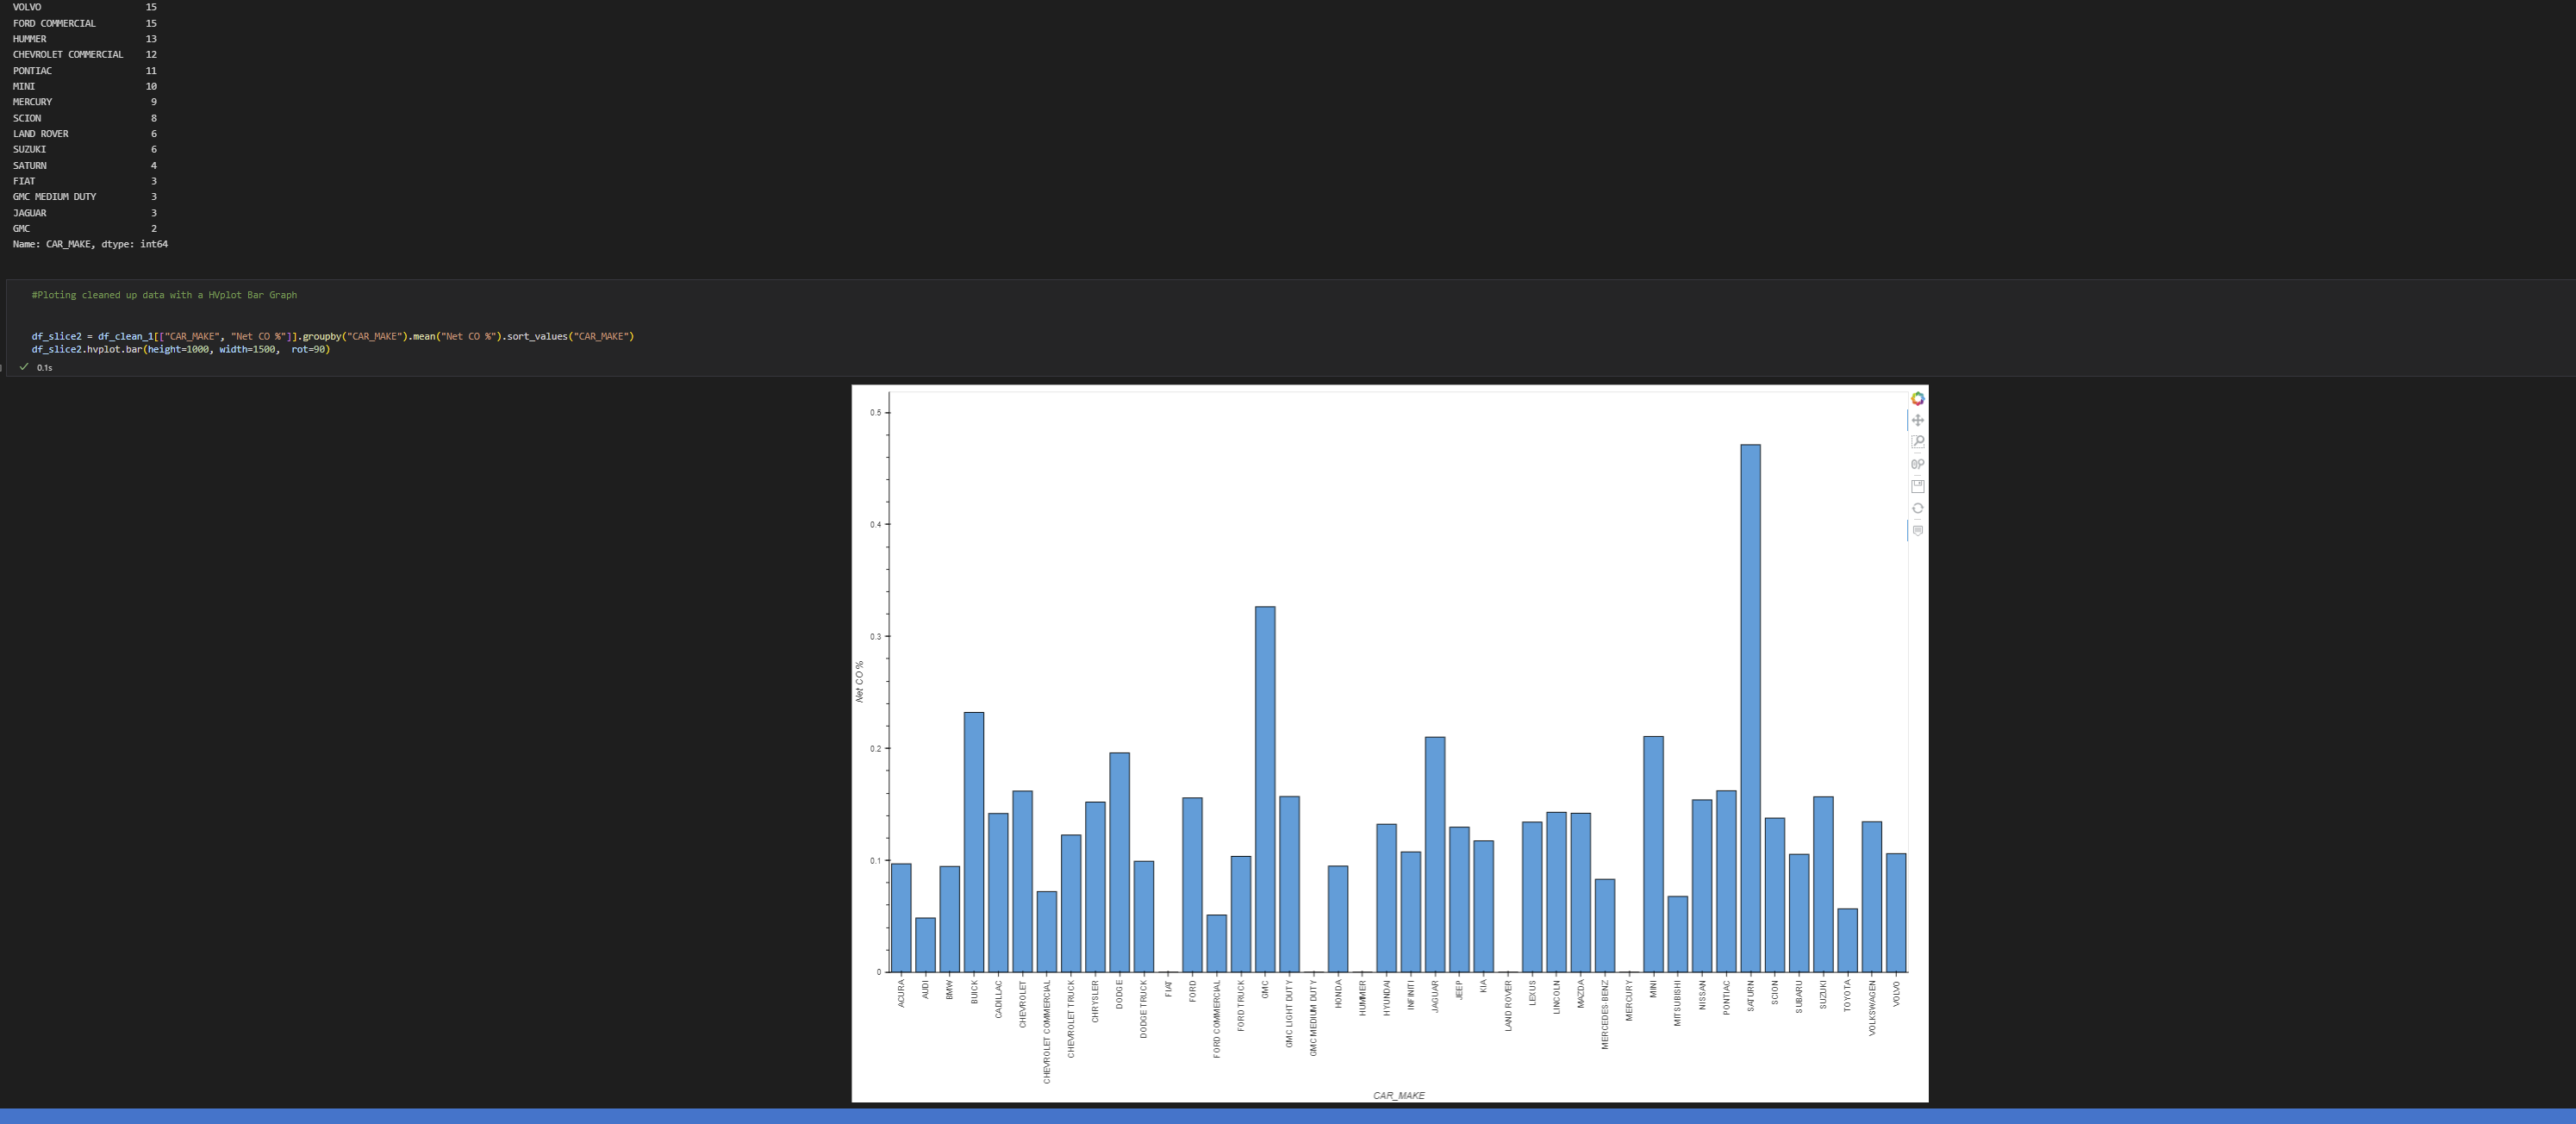 VOLVO 15
FORD COMMERCIAL 15
HUMMER 13
CHEVROLET COMMERCIAL 12
PONTIAC 11
MINI 10
MERCURY 9
SCION 8
LAND ROVER 6
SUZUKI 6
SATURN 4
FIAT 3
GMC MEDIUM DUTY 3
JAGUAR 3
GMC 2
Name: CAR_MAKE, dtype: int64
#Ploting cleaned up data with a HVplot Bar Graph
df_slice2 = df_clean_1[["CAR_MAKE", "Net CO %"]].groupby("CAR_MAKE").mean("Net CO %").sort_values("CAR_MAKE")
df_slice2.hvplot.bar(height=1000, width=1500,  rot=90)
0.1s
0.5
0.4
0.3
0.2
0.1
0
Net CO %
ACURA
AUDI
BMW
BUICK
CADILLAC
CHEVROLET
CHEVROLET COMMERCIAL
CHEVROLET TRUCK
CHRYSLER
DODGE
DODGE TRUCK
FIAT
FORD
FORD COMMERCIAL
FORD TRUCK
GMC
GMC LIGHT DUTY
GMC MEDIUM DUTY
HONDA
HUMMER
HYUNDAI
INFINITI
JAGUAR
JEEP
KIA
LAND ROVER
LEXUS
LINCOLN
MAZDA
MERCEDES-BENZ
MERCURY
MINI
MITSUBISHI
NISSAN
PONTIAC
SATURN
SCION
SUBARU
SUZUKI
TOYOTA
VOLKSWAGEN
VOLVO
CAR_MAKE